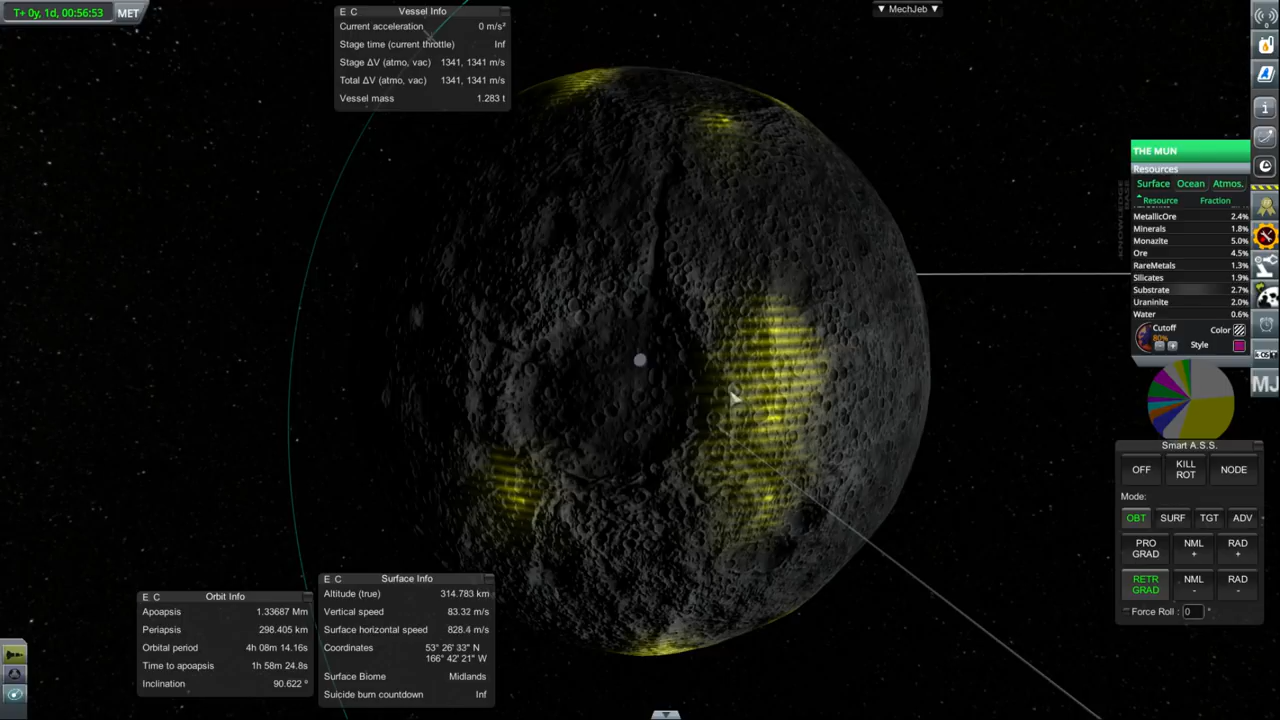 T+ 0y, 1d, 00:56:53 MET
▼ MechJeb ▼
E C Vessel Info
Current acceleration 0 m/s²
Stage time (current throttle) Inf
Stage ΔV (atmo, vac) 1341, 1341 m/s
Total ΔV (atmo, vac) 1341, 1341 m/s
Vessel mass 1.283 t
THE MUN
Resources
Surface Ocean Atmos.
Resource Fraction
MetallicOre 2.4%
Minerals 1.8%
Monazite 5.0%
Ore 4.5%
RareMetals 1.3%
Silicates 1.9%
Substrate 2.7%
Uraninite 2.0%
Water 0.6%
Cutoff Color
80% Style
KNOWLEDGE
BASE
MJ
Smart A.S.S.
OFF KILL ROT NODE
Mode:
OBT SURF TGT ADV
PRO GRAD NML + RAD +
RETR GRAD NML - RAD -
Force Roll : 0 °
E C Orbit Info
Apoapsis 1.33687 Mm
Periapsis 298.405 km
Orbital period 4h 08m 14.16s
Time to apoapsis 1h 58m 24.8s
Inclination 90.622 °
E C Surface Info
Altitude (true) 314.783 km
Vertical speed 83.32 m/s
Surface horizontal speed 828.4 m/s
Coordinates 53° 26' 33" N
166° 42' 21" W
Surface Biome Midlands
Suicide burn countdown Inf